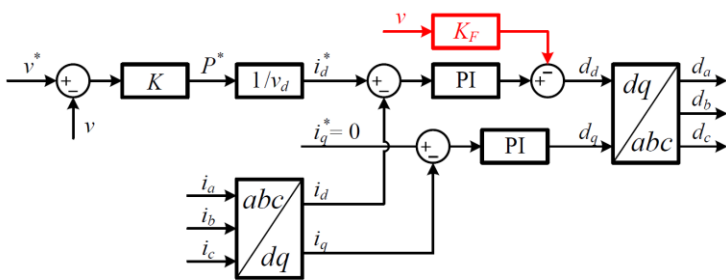 v K_F
v* + − K P* 1/v_d i_d* + − PI − d_d dq abc d_a
v d_b
i_q* = 0 + − PI d_q d_c
i_a abc dq i_d
i_b
i_c i_q